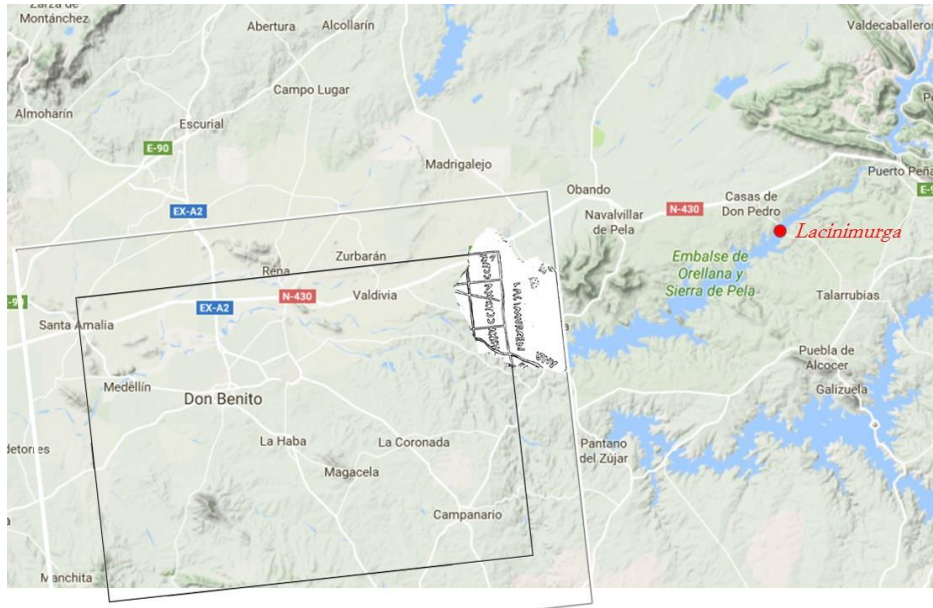 Zarza de
Montánchez
Abertura
Alcollarín
Valdecaballeros
Campo Lugar
Almoharín
Escurial
E-90
Madrigalejo
Puerto Peña
Obando
Casas de
Don Pedro
EX-A2
N-430
Navalvillar
de Pela
Lacinimurga
Zurbarán
Embalse de
Orellana y
Sierra de Pela
Rena
N-430
Valdivia
Talarrubias
EX-A2
Santa Amalia
Puebla de
Alcocer
Medellín
Galizuela
Don Benito
La Haba
La Coronada
Pantano
del Zújar
Magacela
Campanario
Manchita